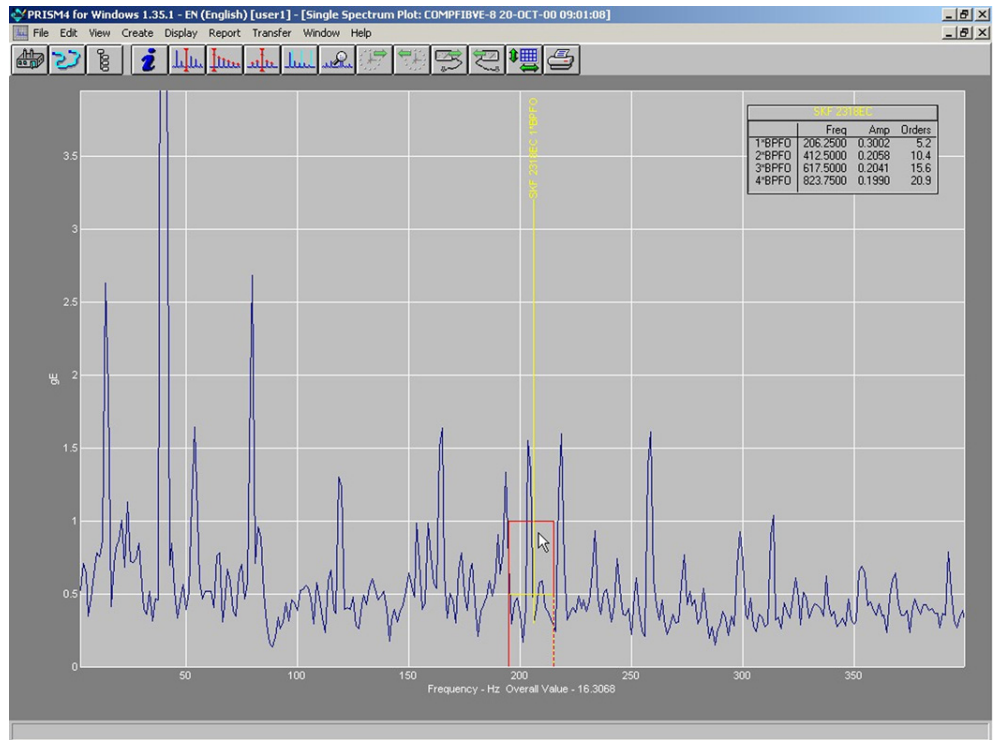 PRISM4 for Windows 1.35.1 - EN (English) [user1] - [Single Spectrum Plot: COMPFIBVE-8 20-OCT-00 09:01:08]
File Edit View Create Display Report Transfer Window Help
SKF 2318EC
Freq Amp Orders
1*BPFO 206.2500 0.3002 5.2
2*BPFO 412.5000 0.2058 10.4
3*BPFO 617.5000 0.2041 15.6
4*BPFO 823.7500 0.1990 20.9
SKF 2318EC 1*BPFO
3.5
3
2.5
gE
2
1.5
1
0.5
0
50 100 150 200 250 300 350
Frequency - Hz Overall Value - 16.3068